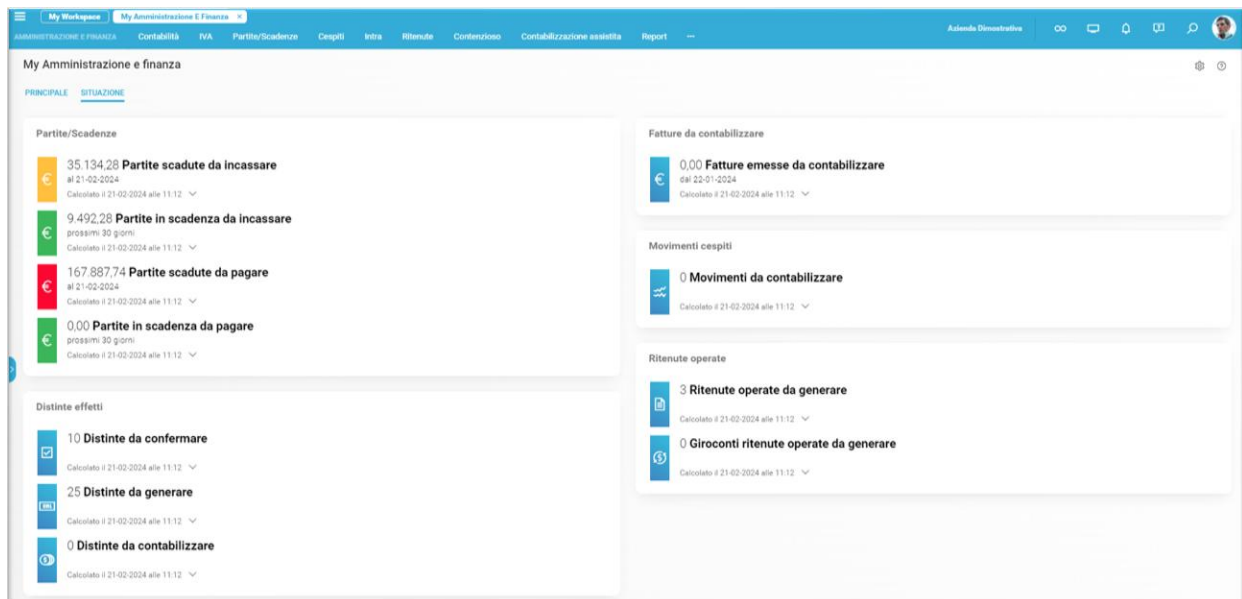 My Workspace
My Amministrazione E Finanza ×
AMMINISTRAZIONE E FINANZA Contabilità IVA Partite/Scadenze Cespiti Intra Ritenute Contenzioso Contabilizzazione assistita Report ···
Azienda Dimostrativa
My Amministrazione e finanza
PRINCIPALE SITUAZIONE
Partite/Scadenze
35.134,28 Partite scadute da incassare
al 21-02-2024
Calcolato il 21-02-2024 alle 11:12
9.492,28 Partite in scadenza da incassare
prossimi 30 giorni
Calcolato il 21-02-2024 alle 11:12
167.887,74 Partite scadute da pagare
al 21-02-2024
Calcolato il 21-02-2024 alle 11:12
0,00 Partite in scadenza da pagare
prossimi 30 giorni
Calcolato il 21-02-2024 alle 11:12
Distinte effetti
10 Distinte da confermare
Calcolato il 21-02-2024 alle 11:12
25 Distinte da generare
Calcolato il 21-02-2024 alle 11:12
0 Distinte da contabilizzare
Calcolato il 21-02-2024 alle 11:12
Fatture da contabilizzare
0,00 Fatture emesse da contabilizzare
dal 22-01-2024
Calcolato il 21-02-2024 alle 11:12
Movimenti cespiti
0 Movimenti da contabilizzare
Calcolato il 21-02-2024 alle 11:12
Ritenute operate
3 Ritenute operate da generare
Calcolato il 21-02-2024 alle 11:12
0 Giroconti ritenute operate da generare
Calcolato il 21-02-2024 alle 11:12